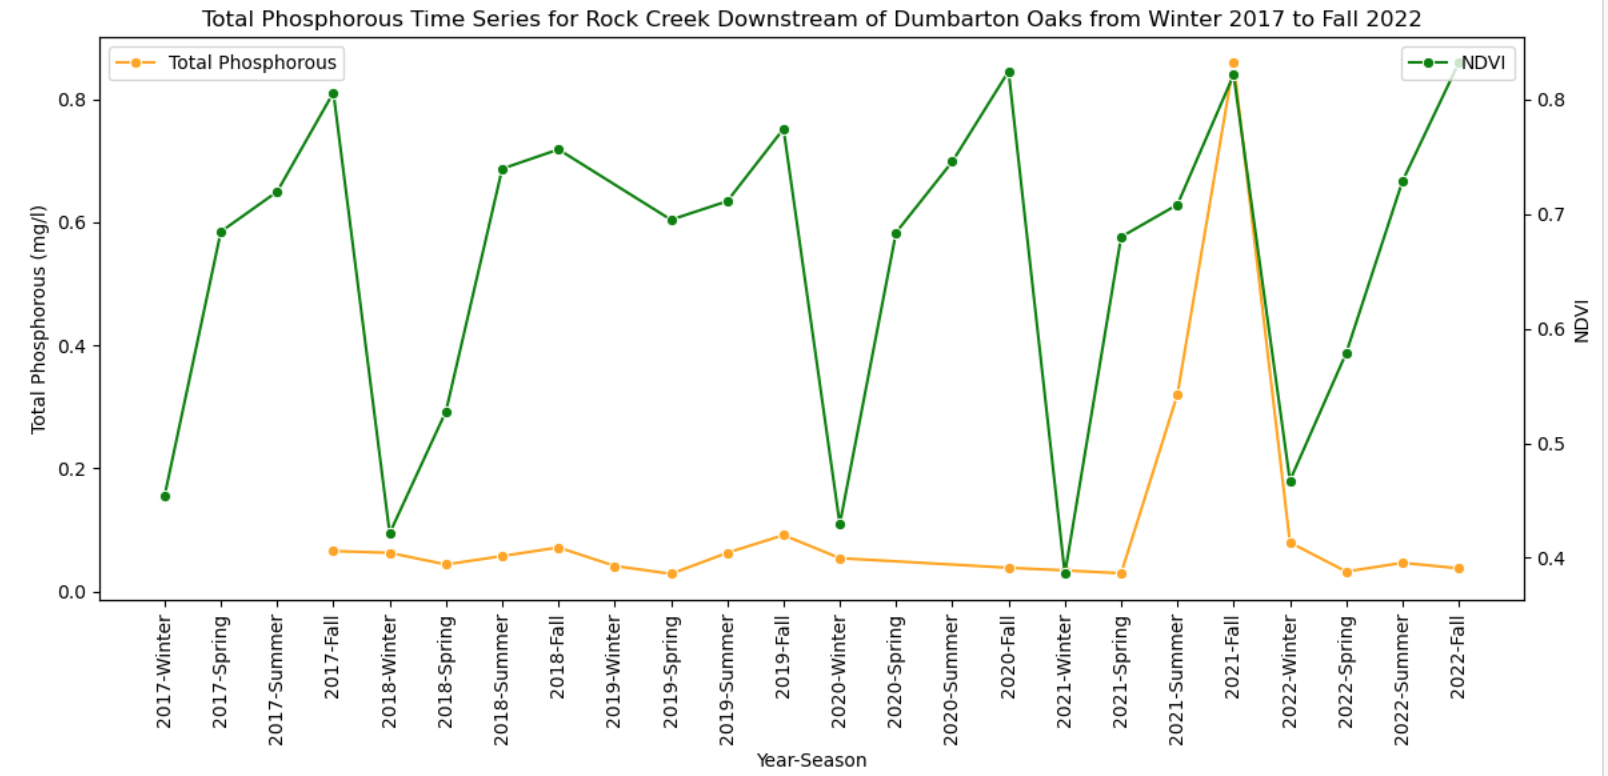 Total Phosphorous Time Series for Rock Creek Downstream of Dumbarton Oaks from Winter 2017 to Fall 2022
Total Phosphorous
NDVI
0.8
0.6
0.4
0.2
0.0
Total Phosphorous (mg/l)
0.8
0.7
0.6
0.5
0.4
NDVI
2017-Winter
2017-Spring
2017-Summer
2017-Fall
2018-Winter
2018-Spring
2018-Summer
2018-Fall
2019-Winter
2019-Spring
2019-Summer
2019-Fall
2020-Winter
2020-Spring
2020-Summer
2020-Fall
2021-Winter
2021-Spring
2021-Summer
2021-Fall
2022-Winter
2022-Spring
2022-Summer
2022-Fall
Year-Season